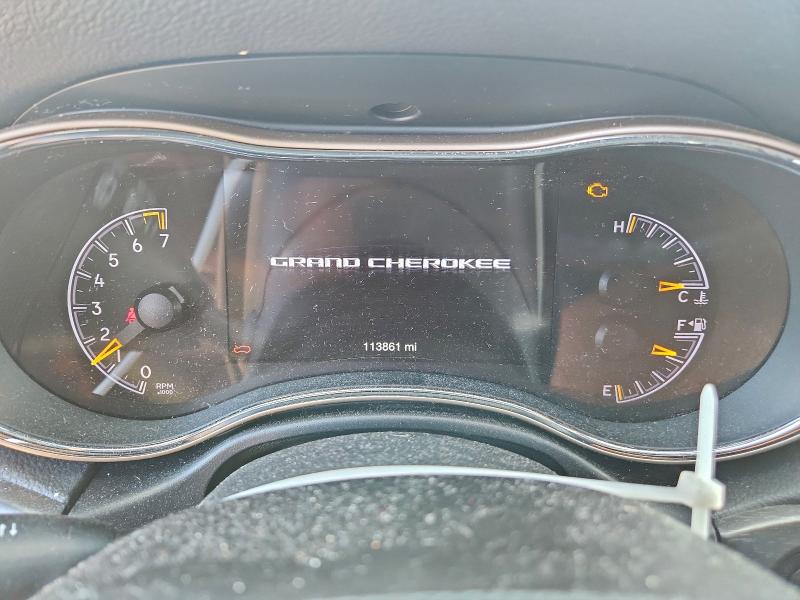 7
6
5
4
3
2
1
0
RPM
x1000
GRAND CHEROKEE
113861 mi
H
C
F
E